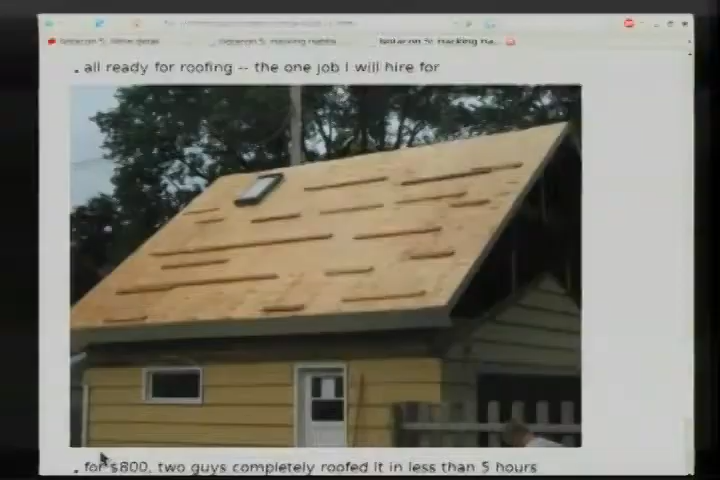 all ready for roofing -- the one job I will hire for
for $800, two guys completely roofed it in less than 5 hours